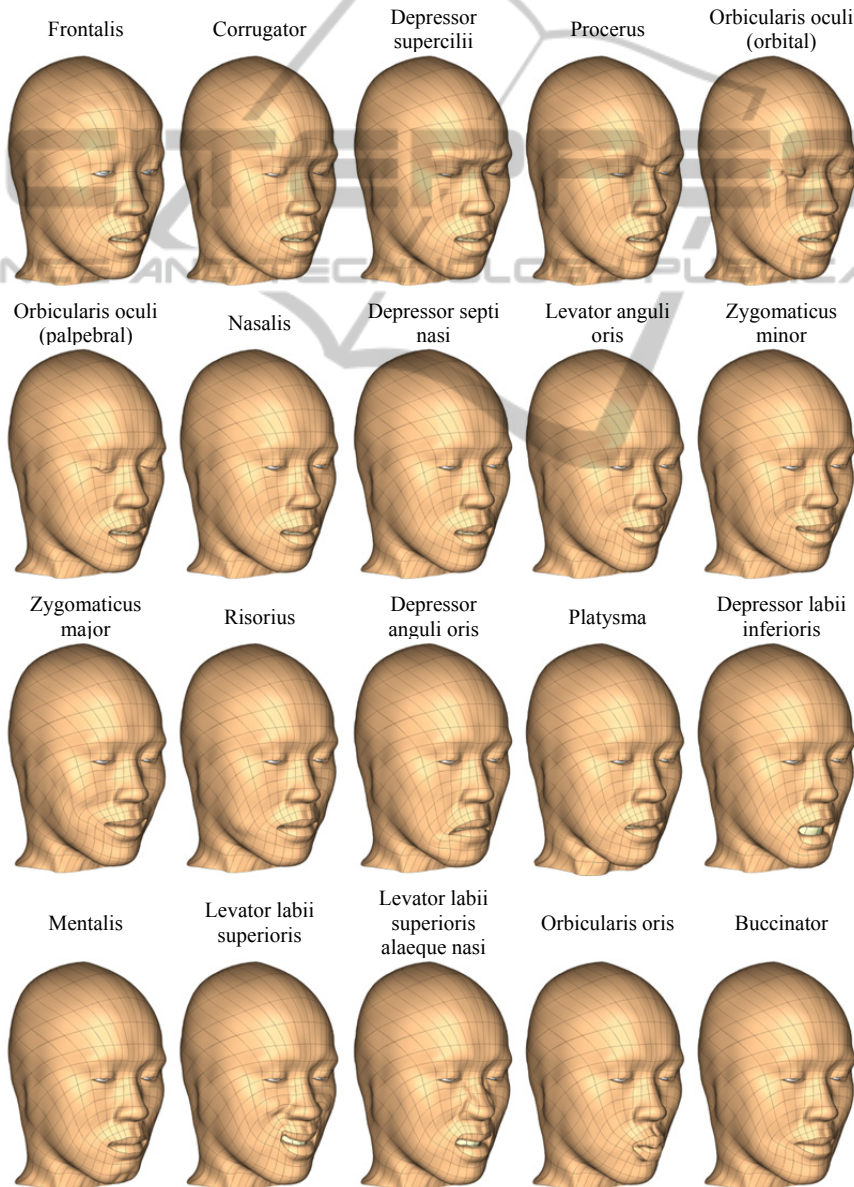 Frontalis
Corrugator
Depressor
supercilii
Procerus
Orbicularis oculi
(orbital)
Orbicularis oculi
(palpebral)
Nasalis
Depressor septi
nasi
Levator anguli
oris
Zygomaticus
minor
Zygomaticus
major
Risorius
Depressor
anguli oris
Platysma
Depressor labii
inferioris
Mentalis
Levator labii
superioris
Levator labii
superioris
alaeque nasi
Orbicularis oris
Buccinator
AND TECHNOLOGY